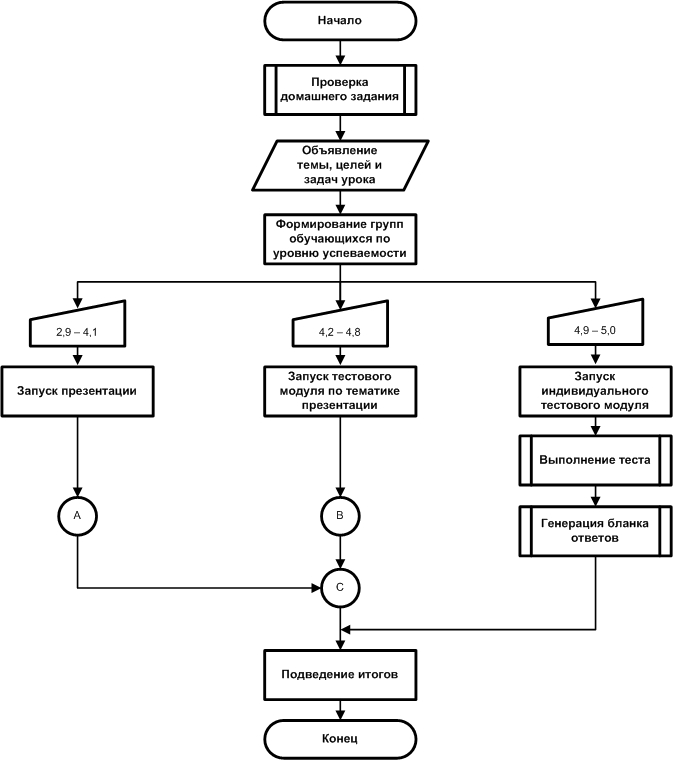 Начало
Проверка
домашнего задания
Объявление
темы, целей и
задач урока
Формирование групп
обучающихся по
уровню успеваемости
2,9 – 4,1
4,2 – 4,8
4,9 – 5,0
Запуск презентации
Запуск тестового
модуля по тематике
презентации
Запуск
индивидуального
тестового модуля
Выполнение теста
A
B
Генерация бланка
ответов
C
Подведение итогов
Конец